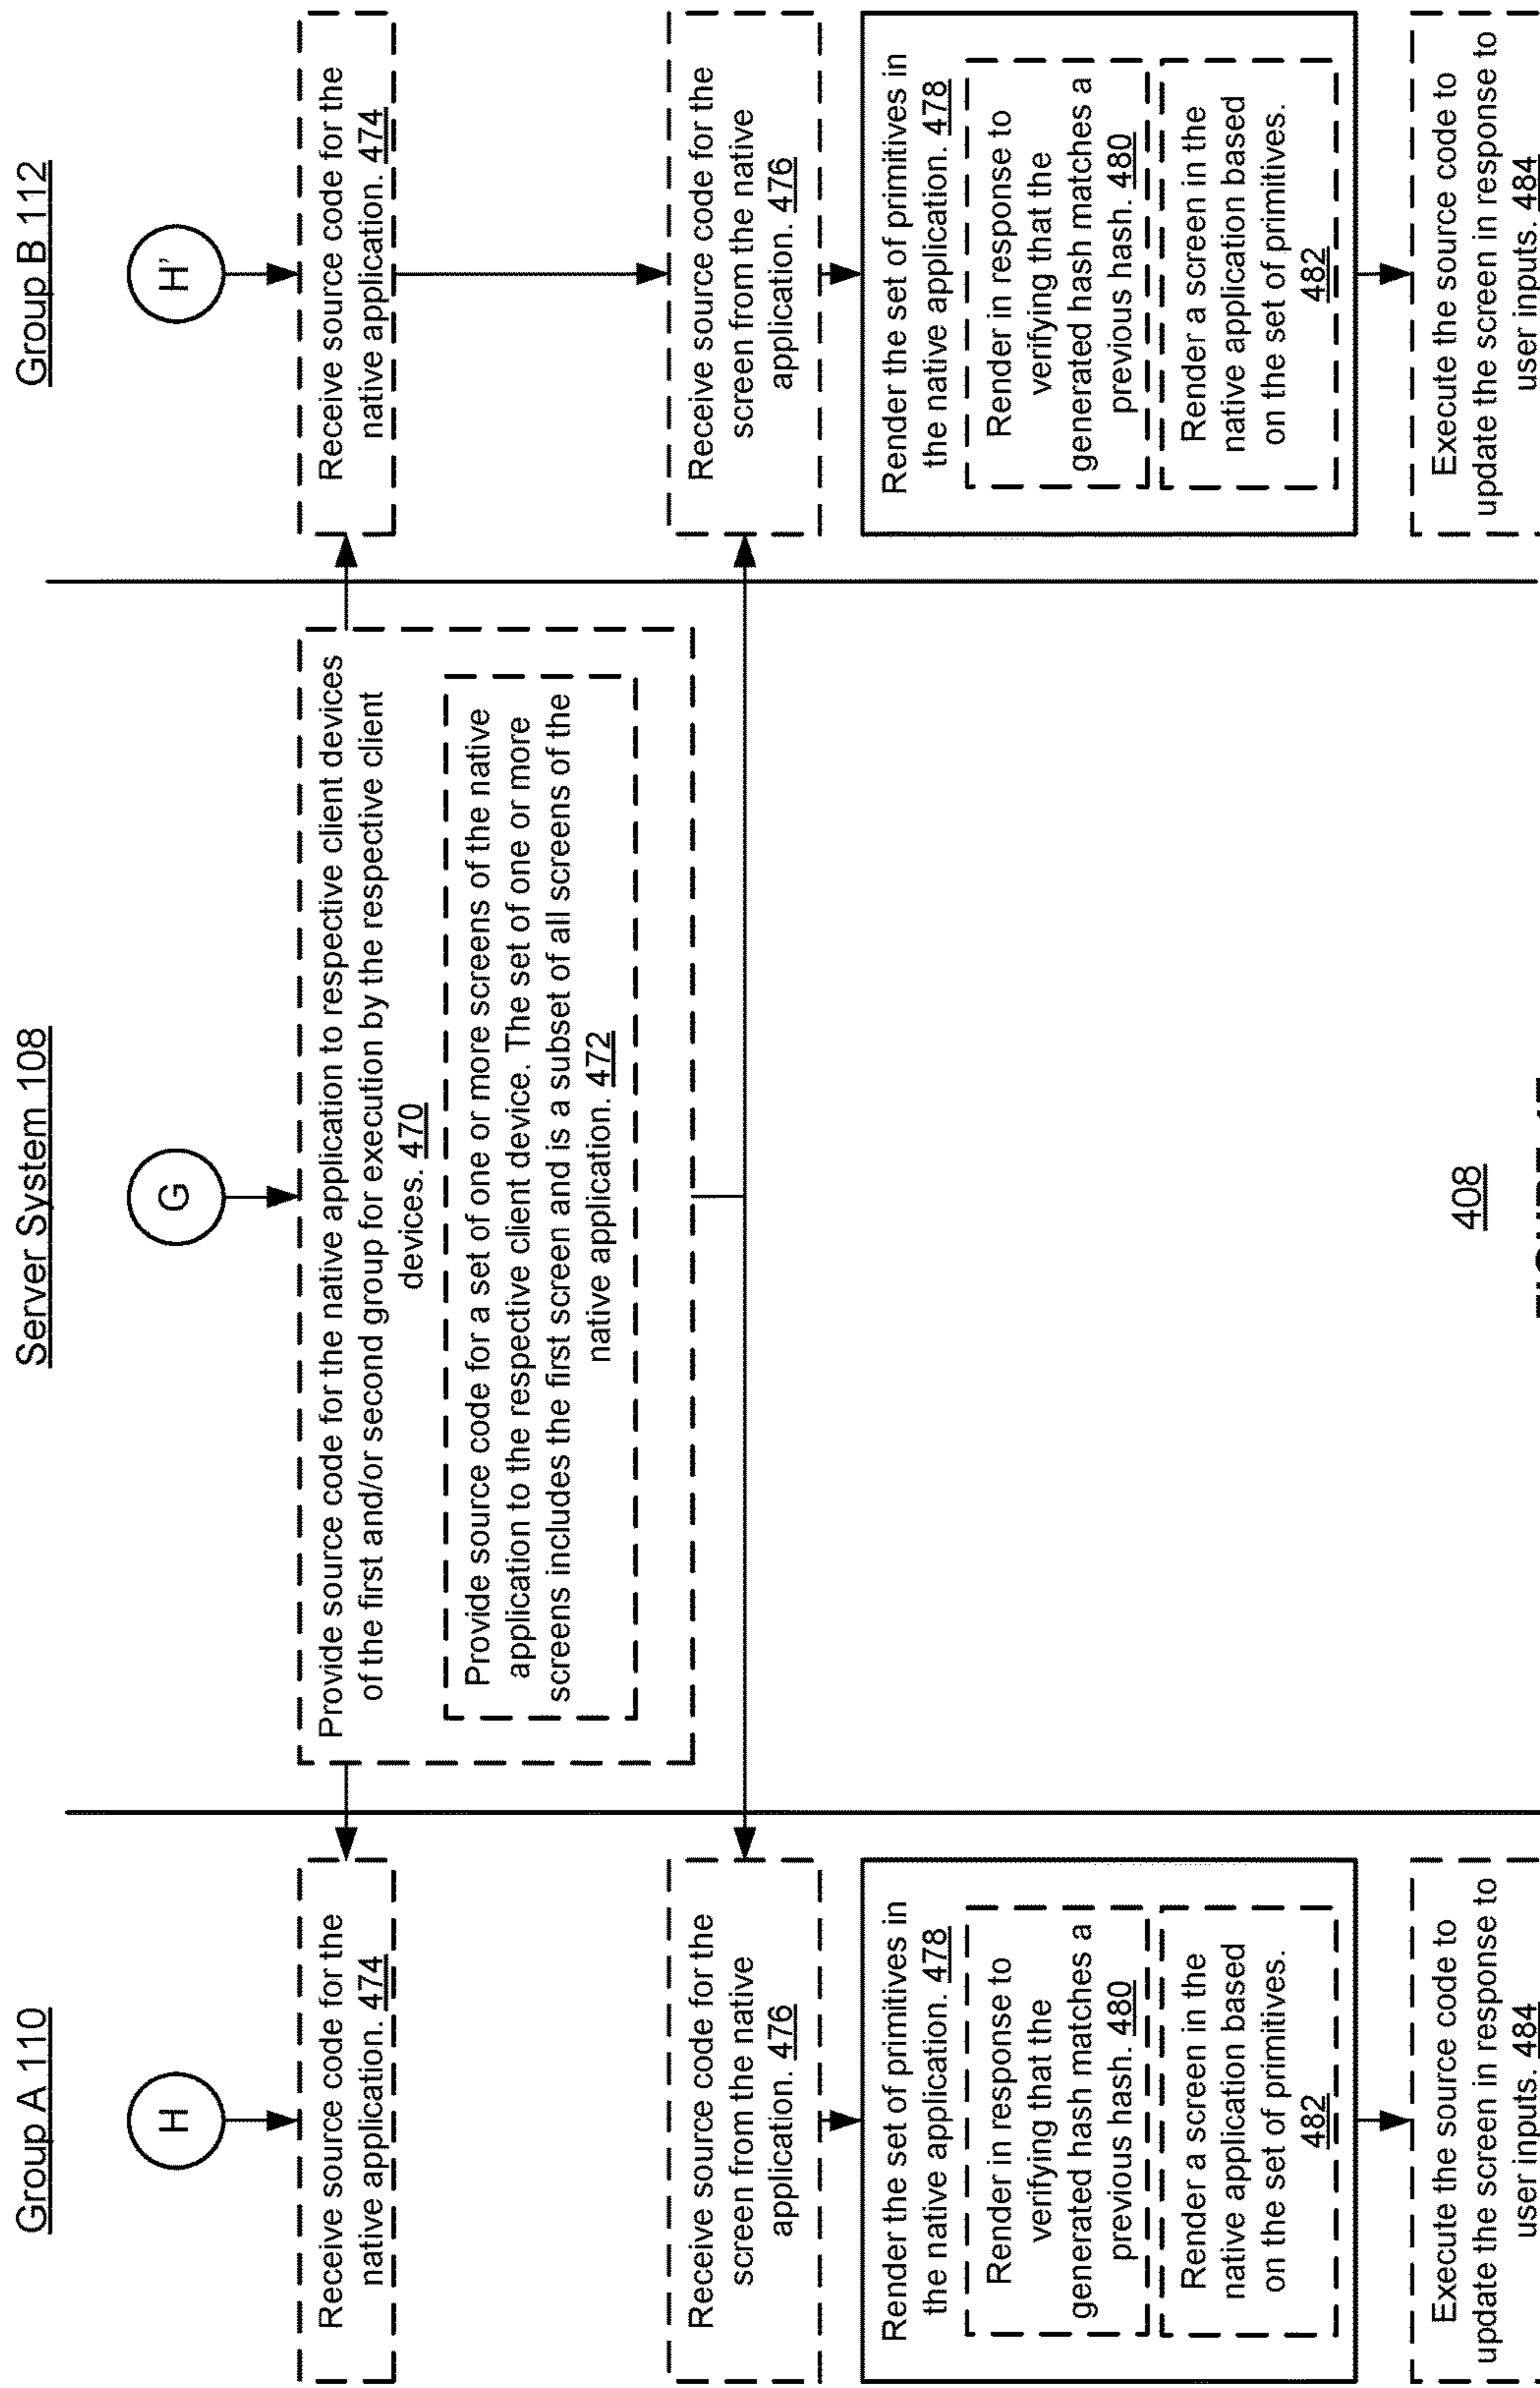 Group A 110
H
Receive source code for the
native application. 474
Receive source code for the
screen from the native
application. 476
Render the set of primitives in
the native application. 478
Render in response to
verifying that the
generated hash matches a
previous hash. 480
Render a screen in the
native application based
on the set of primitives.
482
Execute the source code to
update the screen in response to
user inputs. 484
Server System 108
G
Provide source code for the native application to respective client devices
of the first and/or second group for execution by the respective client
devices. 470
Provide source code for a set of one or more screens of the native
application to the respective client device. The set of one or more
screens includes the first screen and is a subset of all screens of the
native application. 472
408
Group B 112
H'
Receive source code for the
native application. 474
Receive source code for the
screen from the native
application. 476
Render the set of primitives in
the native application. 478
Render in response to
verifying that the
generated hash matches a
previous hash. 480
Render a screen in the
native application based
on the set of primitives.
482
Execute the source code to
update the screen in response to
user inputs. 484